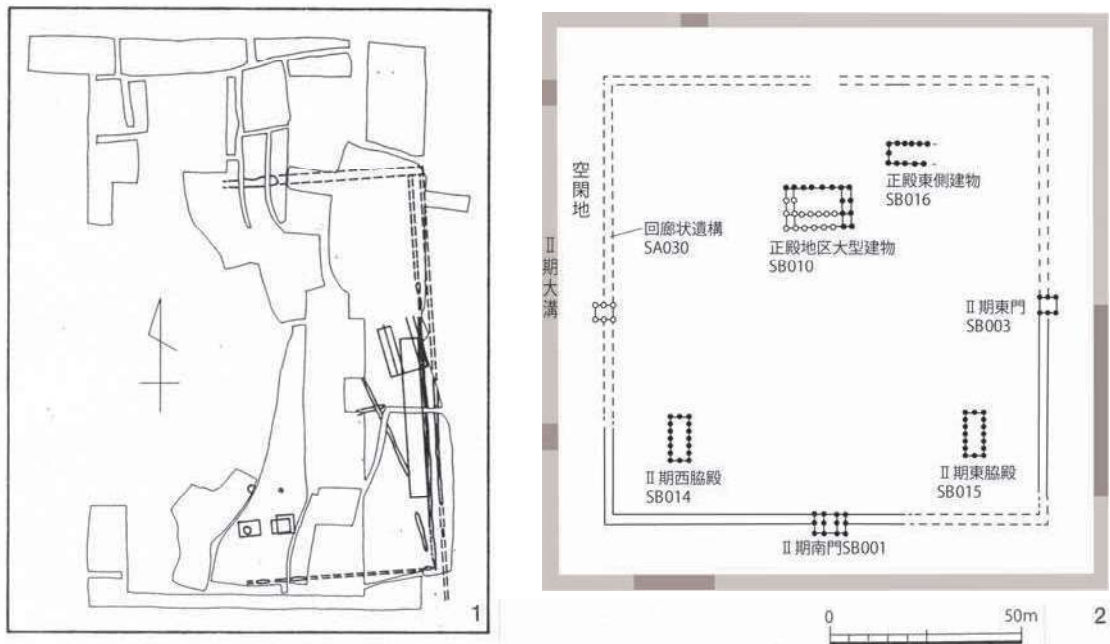 1
空閑地
Ⅱ期大溝
回廊状遺構
SA030
正殿東側建物
SB016
正殿地区大型建物
SB010
Ⅱ期東門
SB003
Ⅱ期西脇殿
SB014
Ⅱ期東脇殿
SB015
Ⅱ期南門SB001
0 50m 2